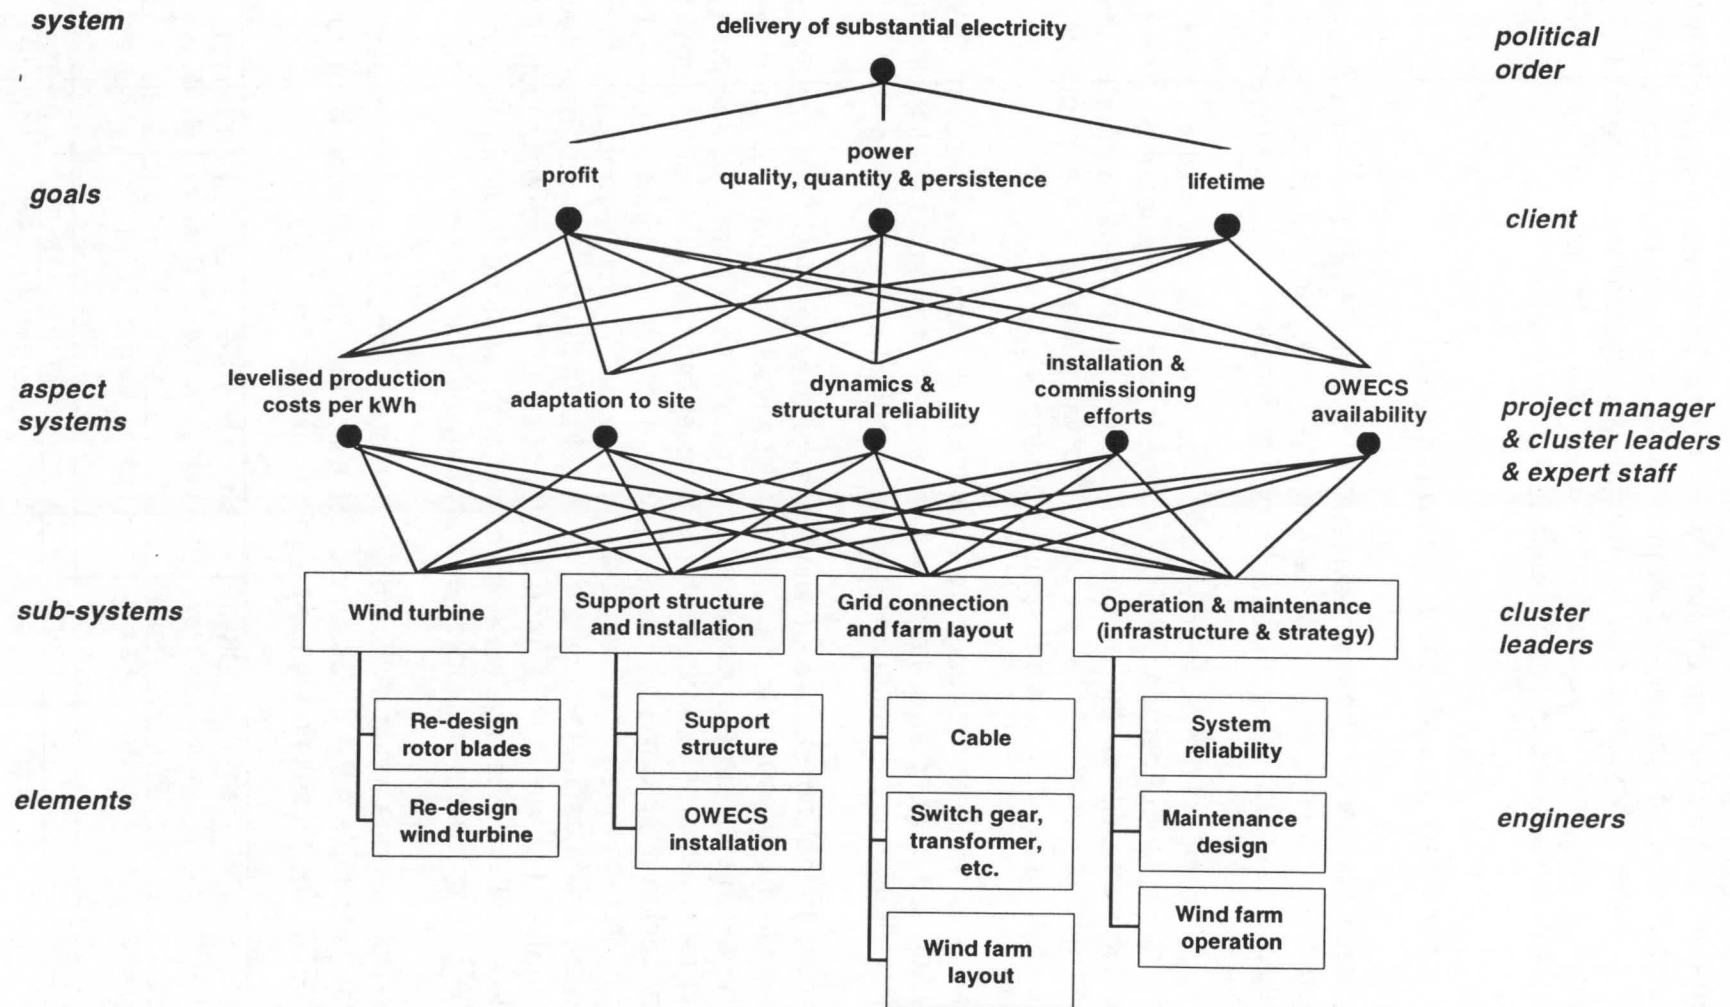 system
delivery of substantial electricity
political
order
goals
profit
power
quality, quantity & persistence
lifetime
client
aspect
systems
levelised production
costs per kWh
adaptation to site
dynamics &
structural reliability
installation &
commissioning
efforts
OWECS
availability
project manager
& cluster leaders
& expert staff
sub-systems
Wind turbine
Support structure
and installation
Grid connection
and farm layout
Operation & maintenance
(infrastructure & strategy)
cluster
leaders
elements
Re-design
rotor blades
Re-design
wind turbine
Support
structure
OWECS
installation
Cable
Switch gear,
transformer,
etc.
Wind farm
layout
System
reliability
Maintenance
design
Wind farm
operation
engineers